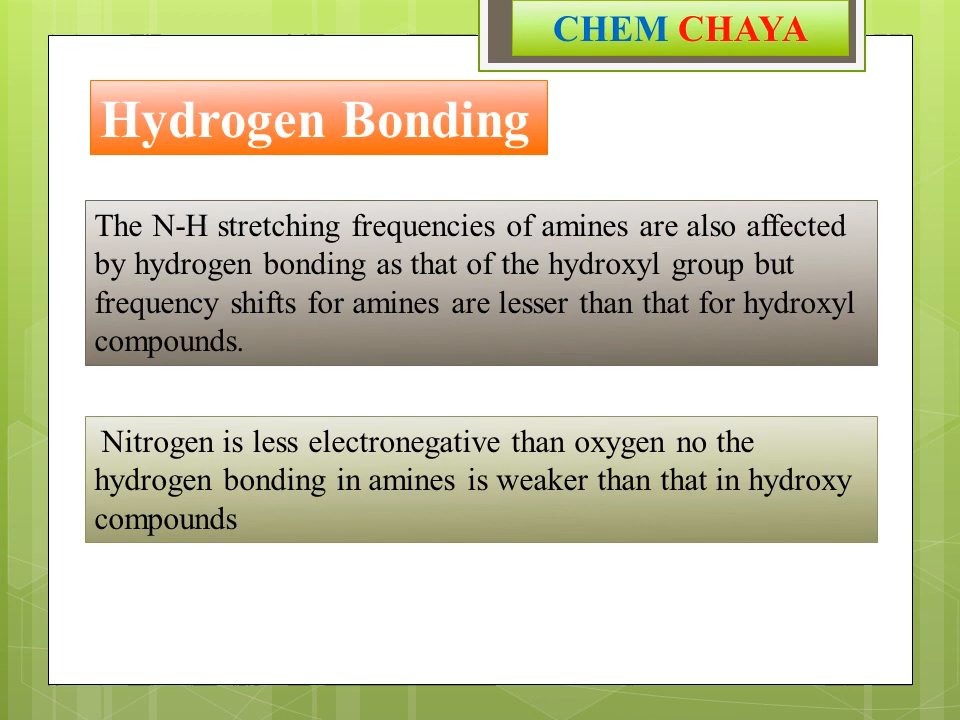 CHEM CHAYA
Hydrogen Bonding
The N-H stretching frequencies of amines are also affected
by hydrogen bonding as that of the hydroxyl group but
frequency shifts for amines are lesser than that for hydroxyl
compounds.
Nitrogen is less electronegative than oxygen no the
hydrogen bonding in amines is weaker than that in hydroxy
compounds